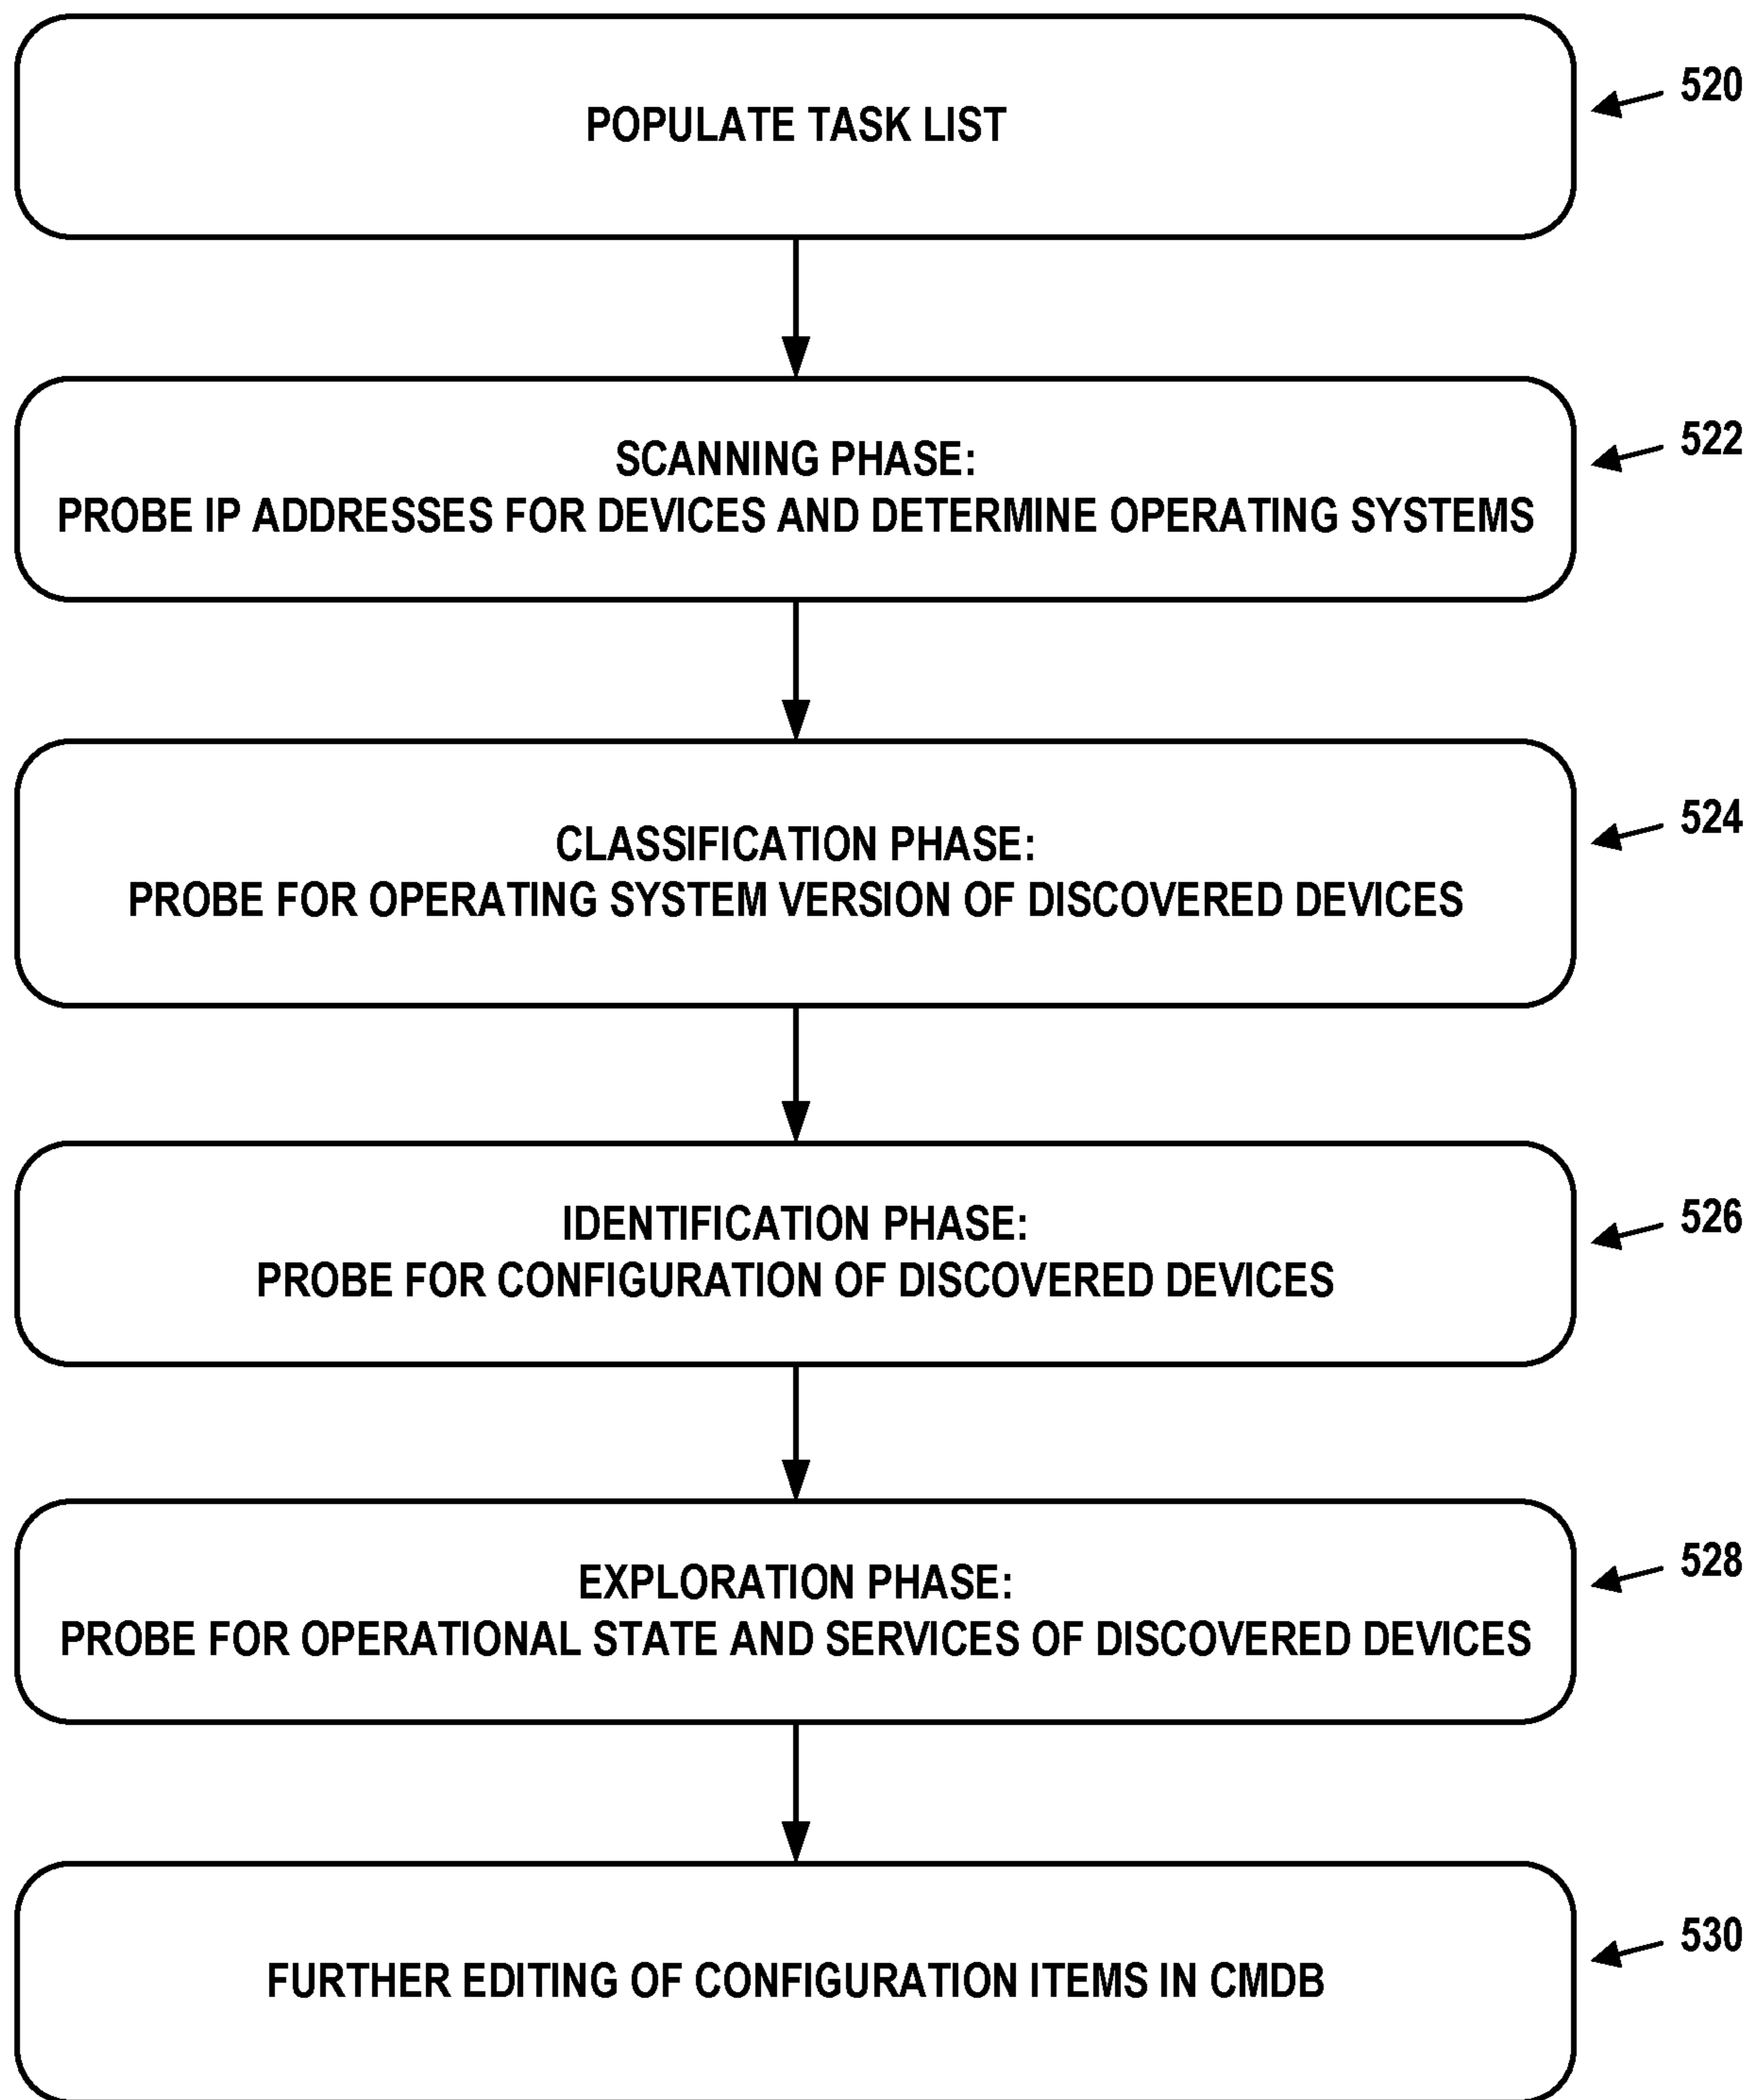 POPULATE TASK LIST
520
SCANNING PHASE:
PROBE IP ADDRESSES FOR DEVICES AND DETERMINE OPERATING SYSTEMS
522
CLASSIFICATION PHASE:
PROBE FOR OPERATING SYSTEM VERSION OF DISCOVERED DEVICES
524
IDENTIFICATION PHASE:
PROBE FOR CONFIGURATION OF DISCOVERED DEVICES
526
EXPLORATION PHASE:
PROBE FOR OPERATIONAL STATE AND SERVICES OF DISCOVERED DEVICES
528
FURTHER EDITING OF CONFIGURATION ITEMS IN CMDB
530